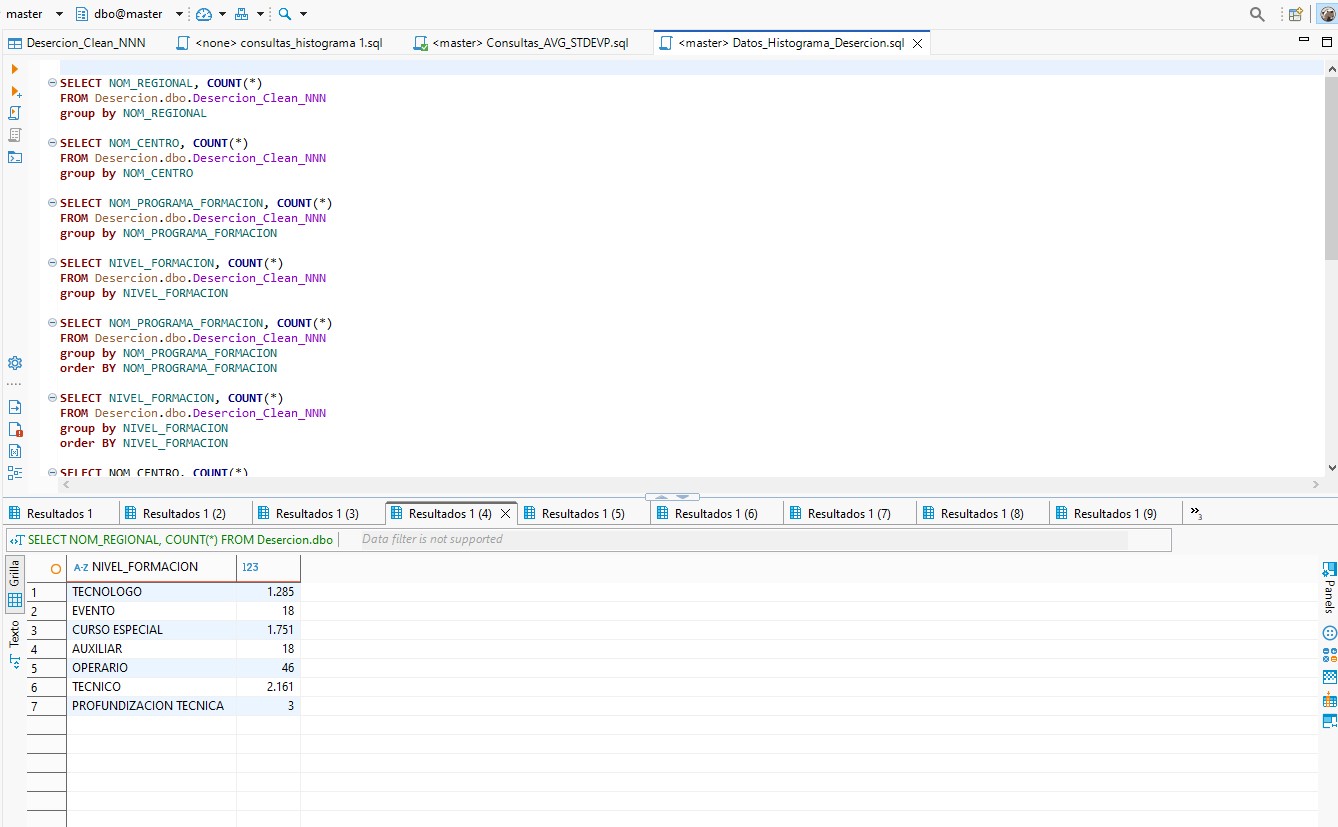 master dbo@master
Desercion_Clean_NNN <none> consultas_histograma 1.sql <master> Consultas_AVG_STDEVP.sql <master> Datos_Histograma_Desercion.sql
SELECT NOM_REGIONAL, COUNT(*)
FROM Desercion.dbo.Desercion_Clean_NNN
group by NOM_REGIONAL
SELECT NOM_CENTRO, COUNT(*)
FROM Desercion.dbo.Desercion_Clean_NNN
group by NOM_CENTRO
SELECT NOM_PROGRAMA_FORMACION, COUNT(*)
FROM Desercion.dbo.Desercion_Clean_NNN
group by NOM_PROGRAMA_FORMACION
SELECT NIVEL_FORMACION, COUNT(*)
FROM Desercion.dbo.Desercion_Clean_NNN
group by NIVEL_FORMACION
SELECT NOM_PROGRAMA_FORMACION, COUNT(*)
FROM Desercion.dbo.Desercion_Clean_NNN
group by NOM_PROGRAMA_FORMACION
order BY NOM_PROGRAMA_FORMACION
SELECT NIVEL_FORMACION, COUNT(*)
FROM Desercion.dbo.Desercion_Clean_NNN
group by NIVEL_FORMACION
order BY NIVEL_FORMACION
SELECT NOM_CENTRO, COUNT(*)
Resultados 1 Resultados 1 (2) Resultados 1 (3) Resultados 1 (4) Resultados 1 (5) Resultados 1 (6) Resultados 1 (7) Resultados 1 (8) Resultados 1 (9) »3
SELECT NOM_REGIONAL, COUNT(*) FROM Desercion.dbo Data filter is not supported
Grilla
Texto
A-Z NIVEL_FORMACION 123
1 TECNOLOGO 1.285
2 EVENTO 18
3 CURSO ESPECIAL 1.751
4 AUXILIAR 18
5 OPERARIO 46
6 TECNICO 2.161
7 PROFUNDIZACION TECNICA 3
Panels